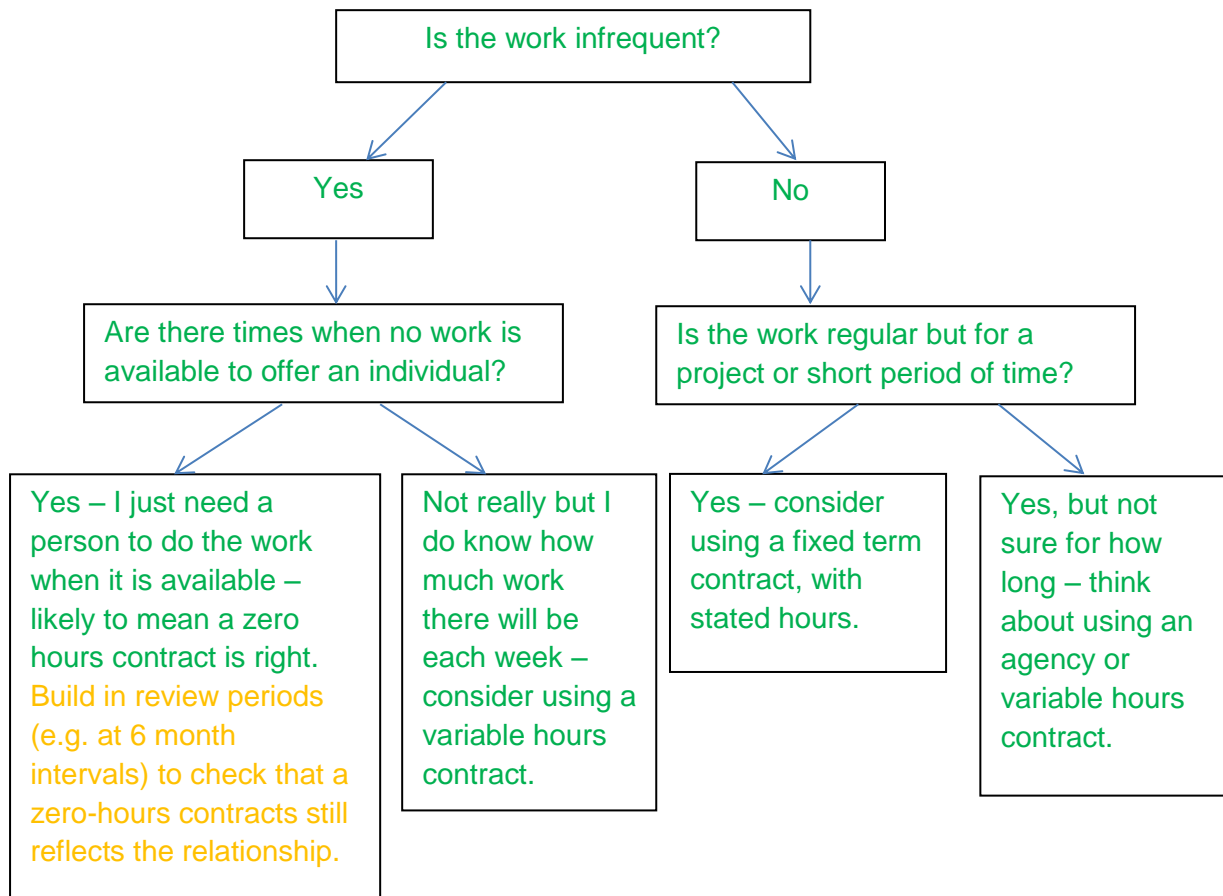 Is the work infrequent?
Yes
No
Are there times when no work is
available to offer an individual?
Is the work regular but for a
project or short period of time?
Yes – I just need a
person to do the work
when it is available –
likely to mean a zero
hours contract is right.
Build in review periods
(e.g. at 6 month
intervals) to check that a
zero-hours contracts still
reflects the relationship.
Not really but I
do know how
much work
there will be
each week –
consider using a
variable hours
contract.
Yes – consider
using a fixed term
contract, with
stated hours.
Yes, but not
sure for how
long – think
about using an
agency or
variable hours
contract.